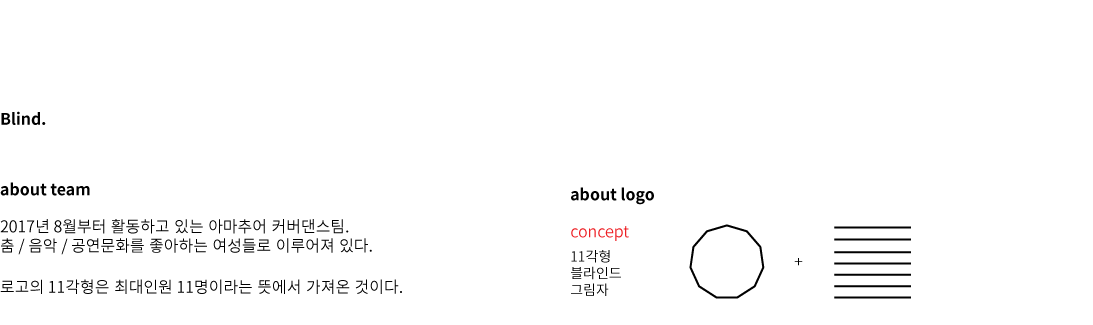 Blind.
about team
2017년 8월부터 활동하고 있는 아마추어 커버댄스팀.
춤 / 음악 / 공연문화를 좋아하는 여성들로 이루어져 있다.
로고의 11각형은 최대인원 11명이라는 뜻에서 가져온 것이다.
about logo
concept
11각형
블라인드
그림자
+